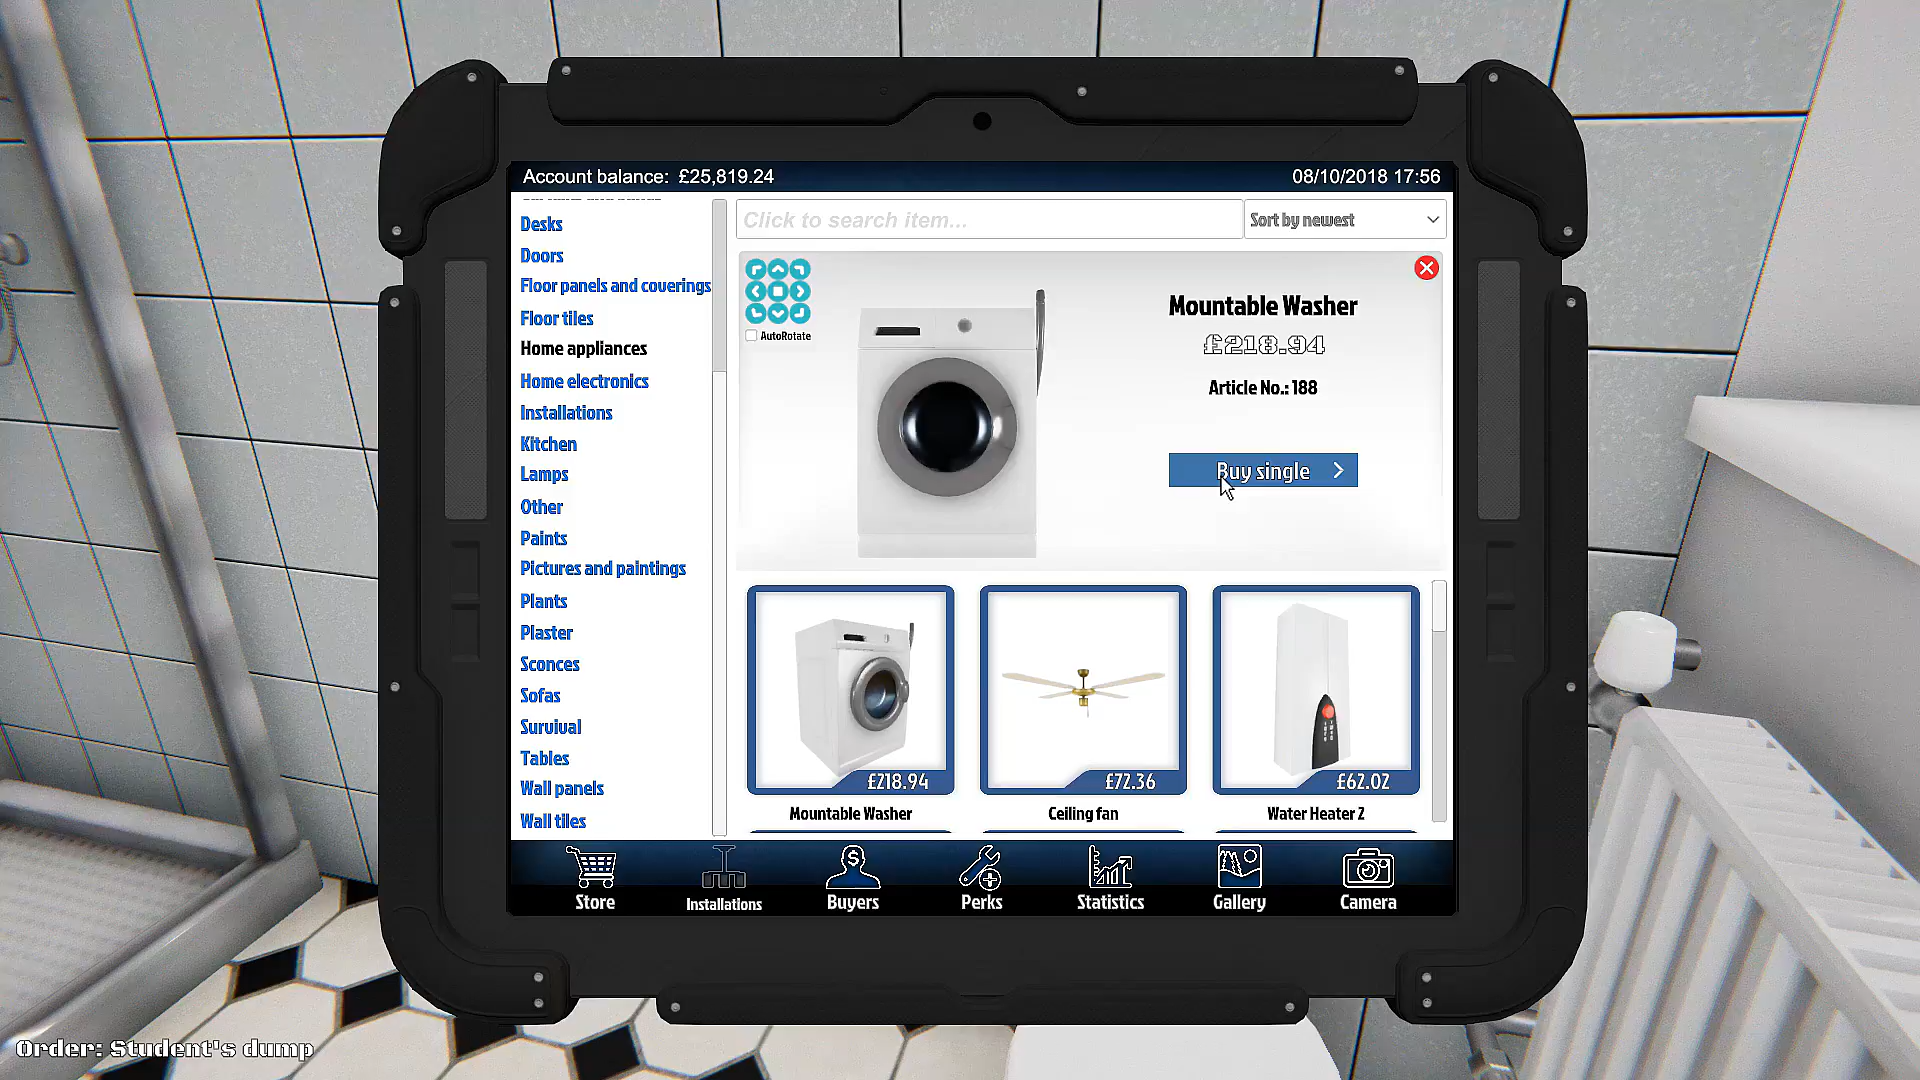 Account balance: £25,819.24
08/10/2018 17:56
Desks
Doors
Floor panels and coverings
Floor tiles
Home appliances
Home electronics
Installations
Kitchen
Lamps
Other
Paints
Pictures and paintings
Plants
Plaster
Sconces
Sofas
Survival
Tables
Wall panels
Wall tiles
Click to search item...
Sort by newest
AutoRotate
Mountable Washer
£218.94
Article No.: 188
Buy single
£218.94
Mountable Washer
£72.36
Ceiling fan
£62.02
Water Heater 2
Store
Installations
Buyers
Perks
Statistics
Gallery
Camera
Order: Student's dump